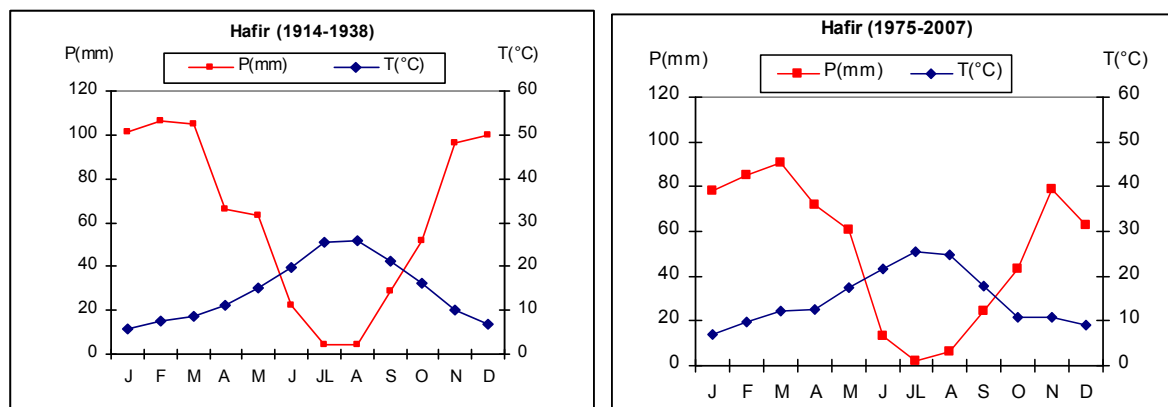 Hafir (1914-1938)
P(mm) T(°C)
P(mm) T(°C)
120 60
100 50
80 40
60 30
40 20
20 10
0 0
J F M A M J JL A S O N D
Hafir (1975-2007)
P(mm) T(°C)
P(mm) T(°C)
120 60
100 50
80 40
60 30
40 20
20 10
0 0
J F M A M J JL A S O N D